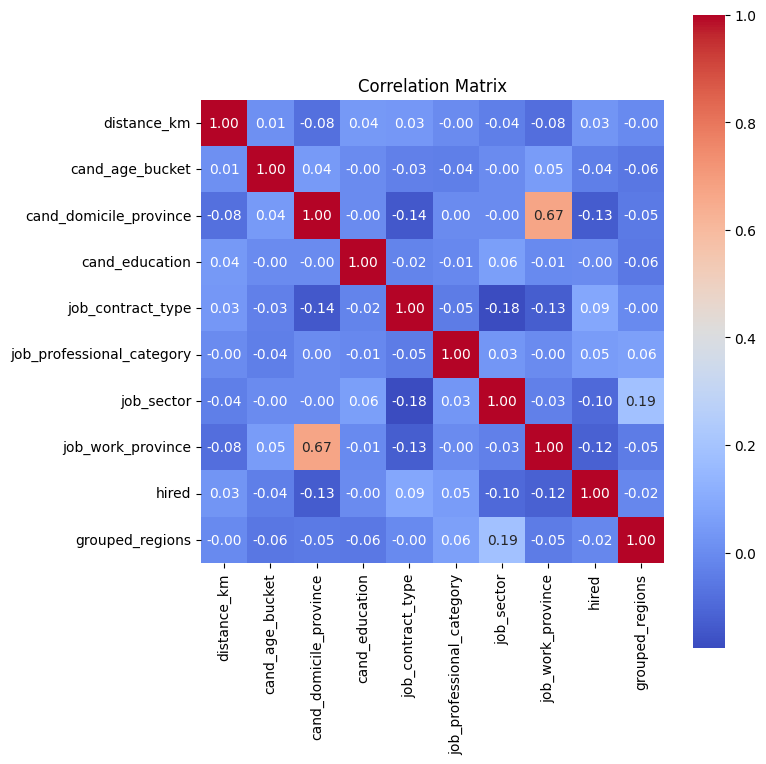 Correlation Matrix
distance_km 1.00 0.01 -0.08 0.04 0.03 -0.00 -0.04 -0.08 0.03 -0.00
cand_age_bucket 0.01 1.00 0.04 -0.00 -0.03 -0.04 -0.00 0.05 -0.04 -0.06
cand_domicile_province -0.08 0.04 1.00 -0.00 -0.14 0.00 -0.00 0.67 -0.13 -0.05
cand_education 0.04 -0.00 -0.00 1.00 -0.02 -0.01 0.06 -0.01 -0.00 -0.06
job_contract_type 0.03 -0.03 -0.14 -0.02 1.00 -0.05 -0.18 -0.13 0.09 -0.00
job_professional_category -0.00 -0.04 0.00 -0.01 -0.05 1.00 0.03 -0.00 0.05 0.06
job_sector -0.04 -0.00 -0.00 0.06 -0.18 0.03 1.00 -0.03 -0.10 0.19
job_work_province -0.08 0.05 0.67 -0.01 -0.13 -0.00 -0.03 1.00 -0.12 -0.05
hired 0.03 -0.04 -0.13 -0.00 0.09 0.05 -0.10 -0.12 1.00 -0.02
grouped_regions -0.00 -0.06 -0.05 -0.06 -0.00 0.06 0.19 -0.05 -0.02 1.00
distance_km
cand_age_bucket
cand_domicile_province
cand_education
job_contract_type
job_professional_category
job_sector
job_work_province
hired
grouped_regions
1.0
0.8
0.6
0.4
0.2
0.0